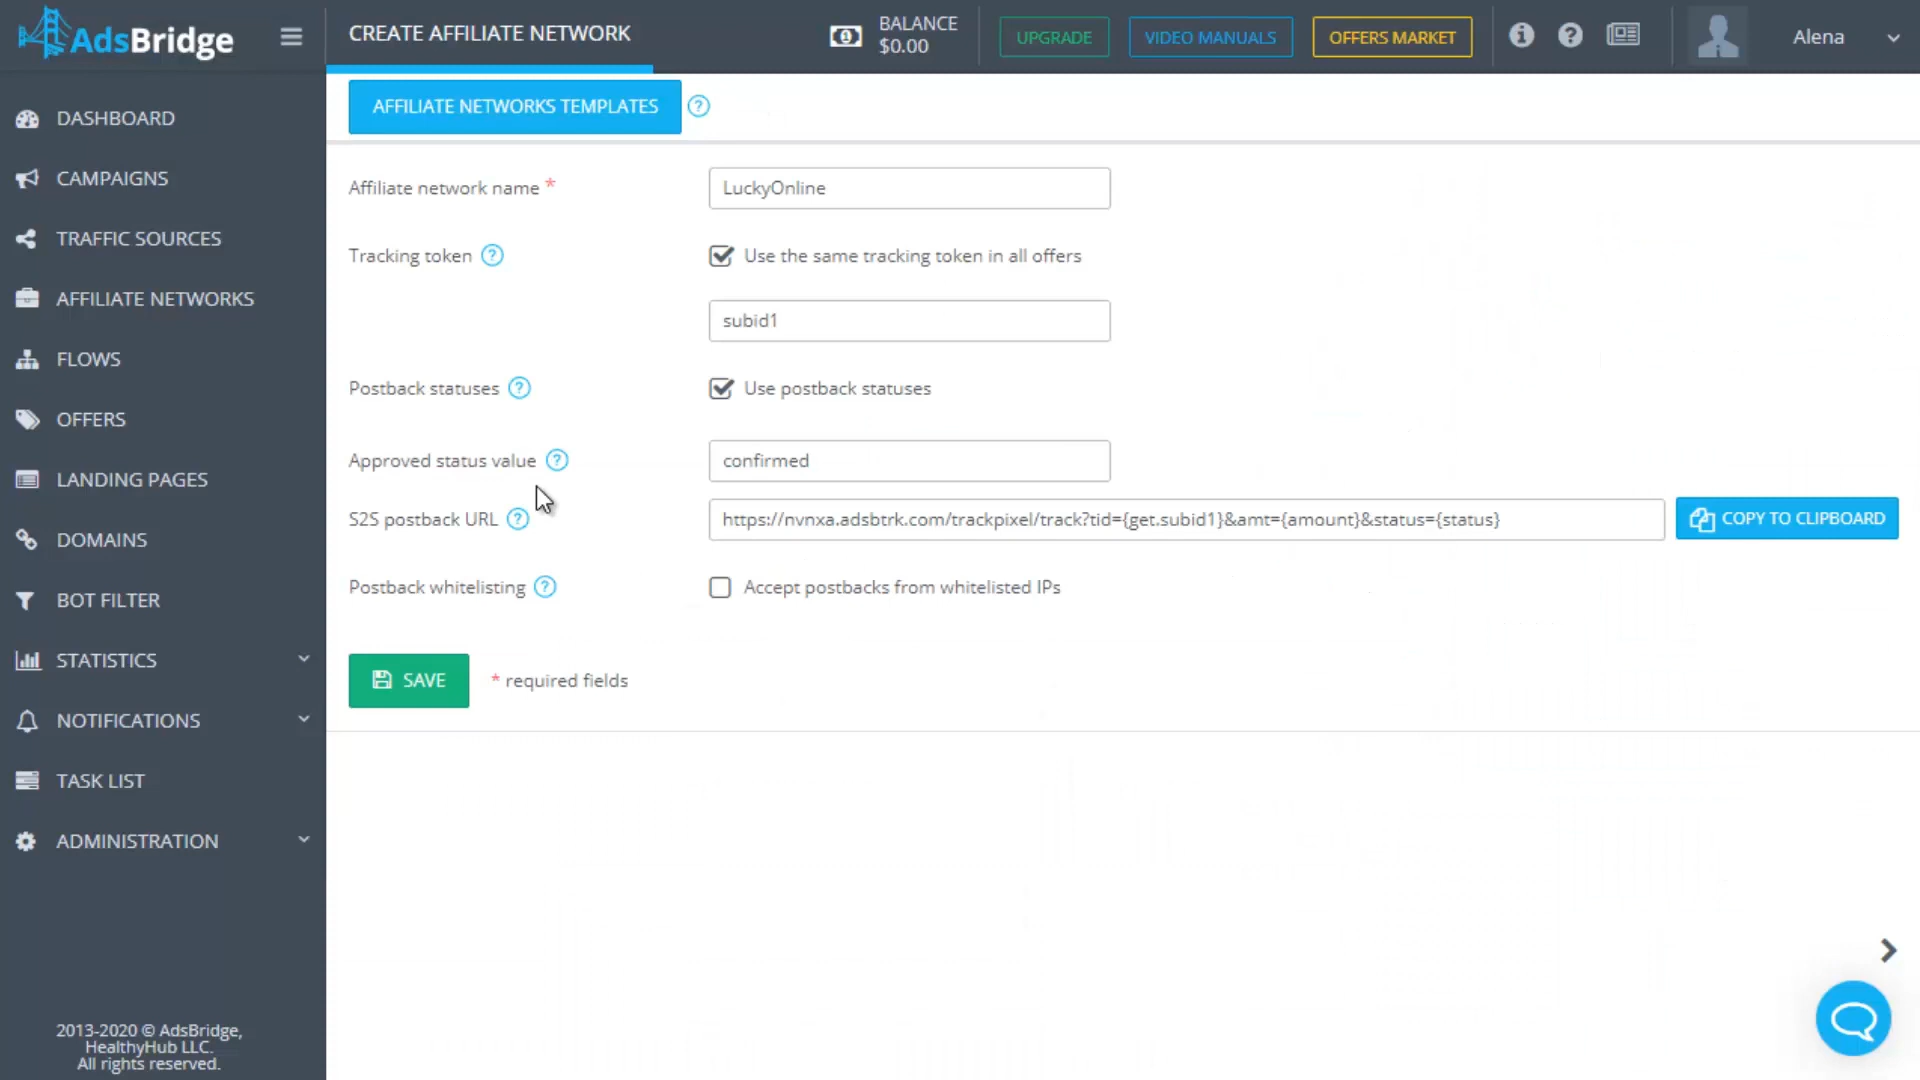 AdsBridge
CREATE AFFILIATE NETWORK
BALANCE
$0.00
UPGRADE
VIDEO MANUALS
OFFERS MARKET
Alena
DASHBOARD
CAMPAIGNS
TRAFFIC SOURCES
AFFILIATE NETWORKS
FLOWS
OFFERS
LANDING PAGES
DOMAINS
BOT FILTER
STATISTICS
NOTIFICATIONS
TASK LIST
ADMINISTRATION
2013-2020 © AdsBridge,
HealthyHub LLC.
All rights reserved.
AFFILIATE NETWORKS TEMPLATES ?
Affiliate network name * LuckyOnline
Tracking token ? Use the same tracking token in all offers
subid1
Postback statuses ? Use postback statuses
Approved status value ? confirmed
S2S postback URL ? https://nvnxa.adsbtrk.com/trackpixel/track?tid={get.subid1}&amt={amount}&status={status} COPY TO CLIPBOARD
Postback whitelisting ? Accept postbacks from whitelisted IPs
SAVE * required fields